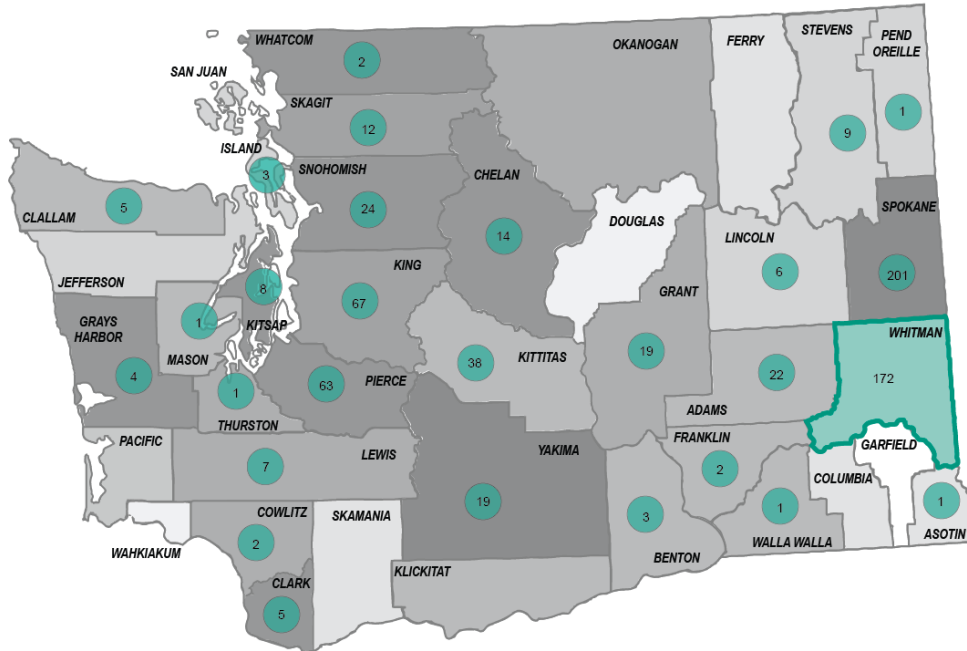 WHATCOM
2
SAN JUAN
SKAGIT
12
ISLAND
3
SNOHOMISH
24
CLALLAM
5
JEFFERSON
KING
67
8
KITSAP
1
MASON
GRAYS
HARBOR
4
1
THURSTON
63
PIERCE
PACIFIC
7
LEWIS
WAHKIAKUM
COWLITZ
2
CLARK
5
SKAMANIA
OKANOGAN
CHELAN
14
DOUGLAS
FERRY
STEVENS
9
PEND
OREILLE
1
SPOKANE
201
LINCOLN
6
GRANT
19
KITTITAS
38
ADAMS
22
WHITMAN
172
YAKIMA
19
KLICKITAT
BENTON
3
FRANKLIN
2
WALLA WALLA
1
COLUMBIA
GARFIELD
1
ASOTIN